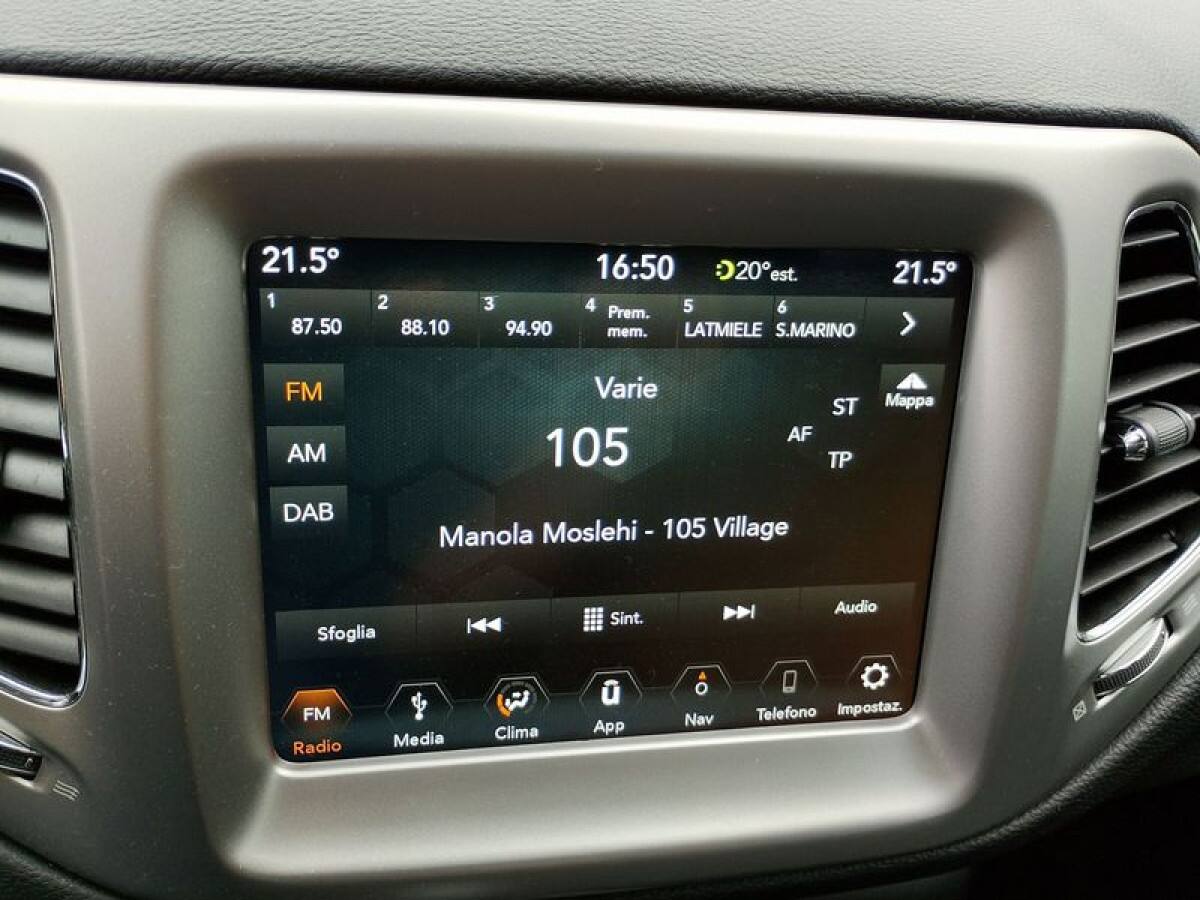 21.5° 16:50 20°est. 21.5°
1 87.50 2 88.10 3 94.90 4 Prem. mem. 5 LATMIELE 6 S.MARINO
FM Varie Mappa
ST
105 AF
AM TP
DAB
Manola Moslehi - 105 Village
Sfoglia Sint. Audio
FM
Radio Media Clima App Nav Telefono Impostaz.